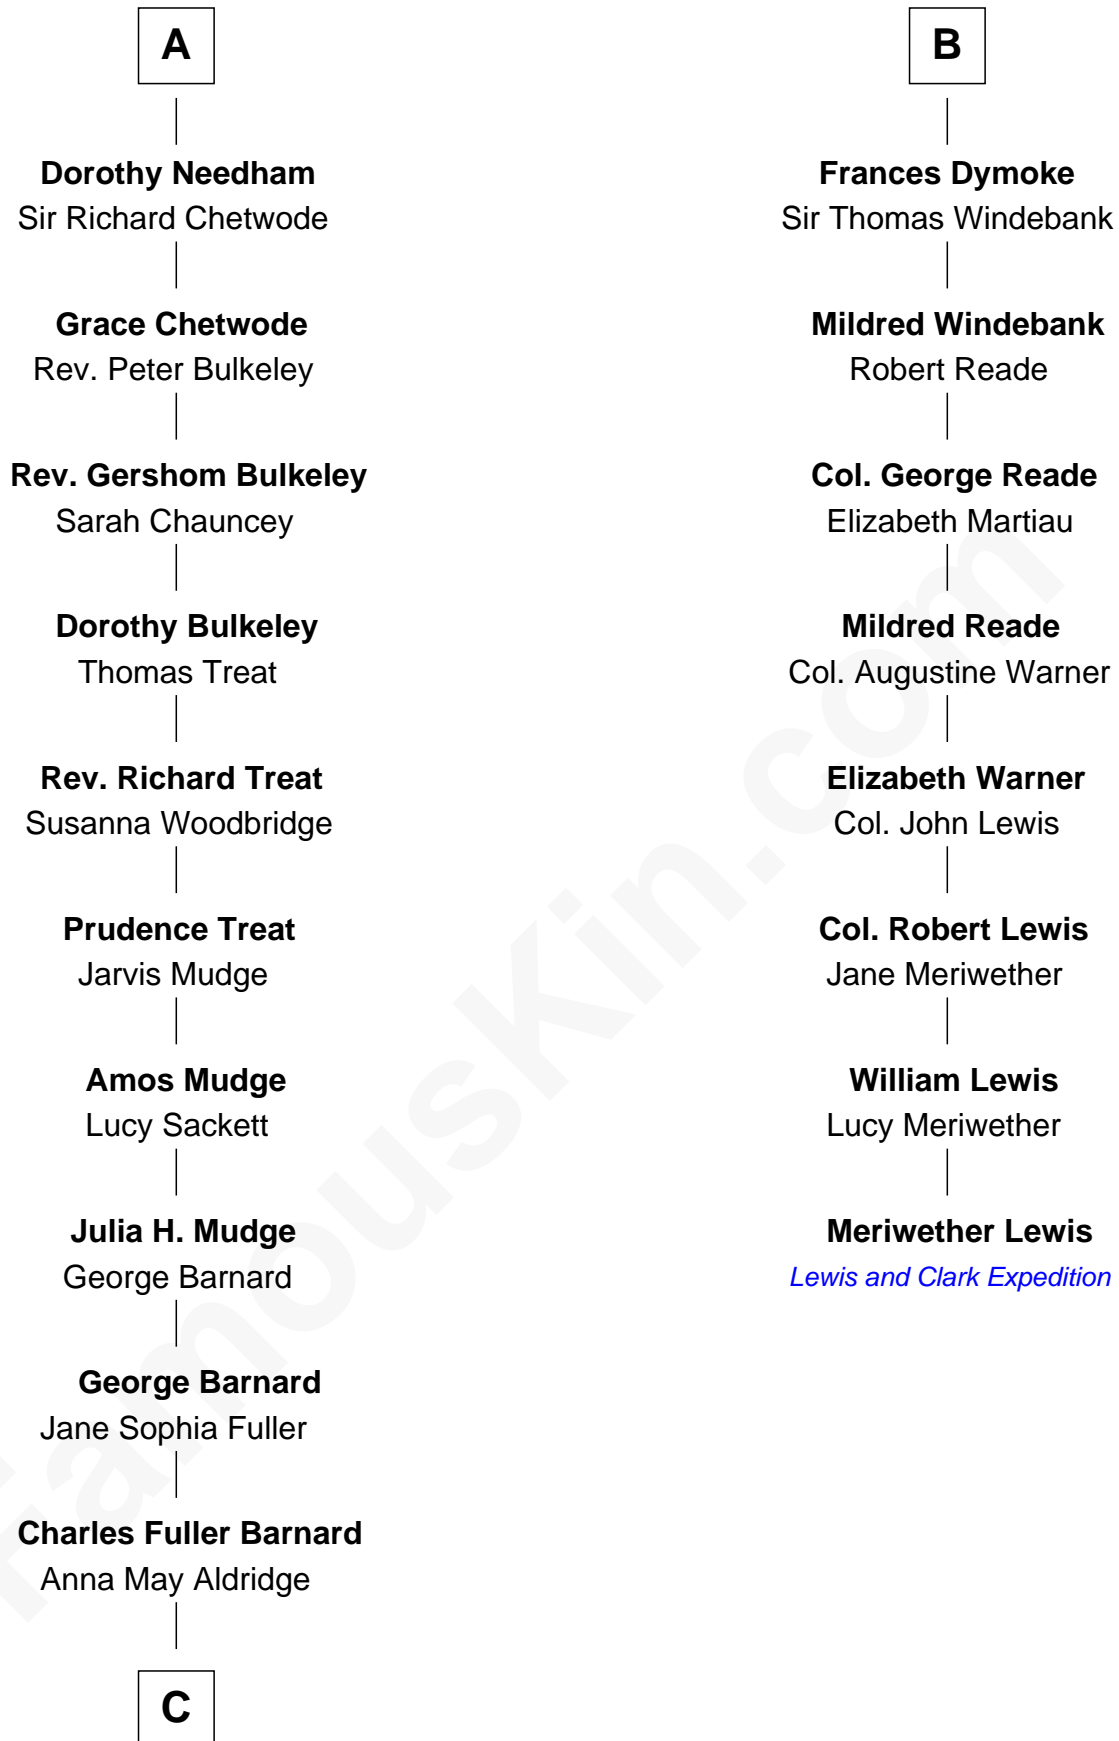 A
Dorothy Needham
Sir Richard Chetwode
Grace Chetwode
Rev. Peter Bulkeley
Rev. Gershom Bulkeley
Sarah Chauncey
Dorothy Bulkeley
Thomas Treat
Rev. Richard Treat
Susanna Woodbridge
Prudence Treat
Jarvis Mudge
Amos Mudge
Lucy Sackett
Julia H. Mudge
George Barnard
George Barnard
Jane Sophia Fuller
Charles Fuller Barnard
Anna May Aldridge
C
B
Frances Dymoke
Sir Thomas Windebank
Mildred Windebank
Robert Reade
Col. George Reade
Elizabeth Martiau
Mildred Reade
Col. Augustine Warner
Elizabeth Warner
Col. John Lewis
Col. Robert Lewis
Jane Meriwether
William Lewis
Lucy Meriwether
Meriwether Lewis
Lewis and Clark Expedition
FamousKin.com